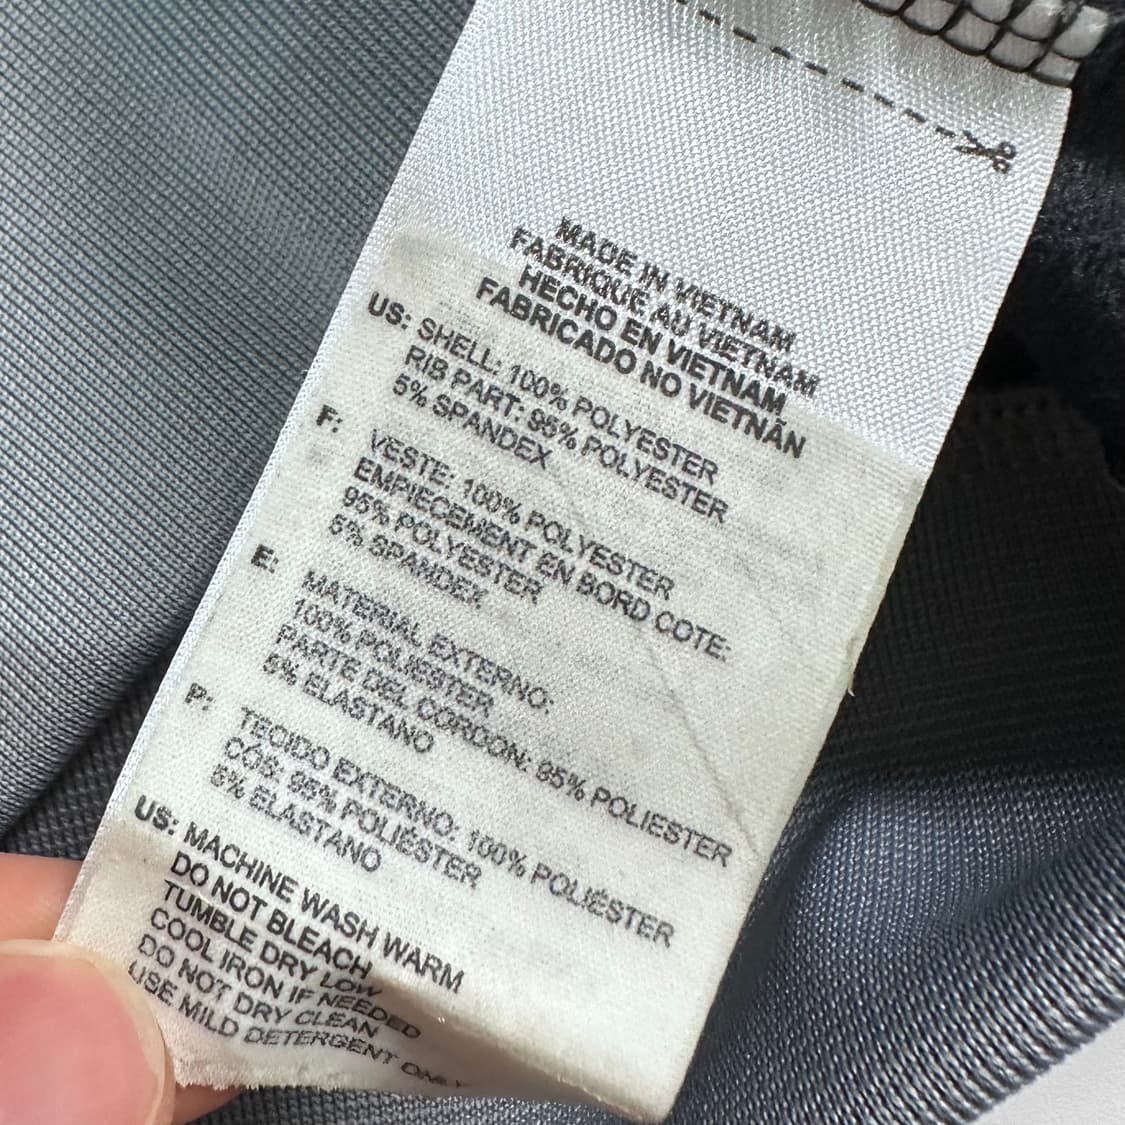 MADE IN VIETNAM
FABRIQUE AU VIETNAM
HECHO EN VIETNAM
FABRICADO NO VIETNÃN
US: SHELL: 100% POLYESTER
RIB PART: 95% POLYESTER
5% SPANDEX
F: VESTE: 100% POLYESTER
EMPIECEMENT EN BORD COTE:
95% POLYESTER
5% SPANDEX
E: MATERIAL EXTERNO:
100% POLIESTER
PARTE DEL CORDON: 95% POLIESTER
5% ELASTANO
P: TECIDO EXTERNO: 100% POLIÉSTER
CÓS: 95% POLIÉSTER
5% ELASTANO
US: MACHINE WASH WARM
DO NOT BLEACH
TUMBLE DRY LOW
COOL IRON IF NEEDED
DO NOT DRY CLEAN
USE MILD DETERGENT ONLY